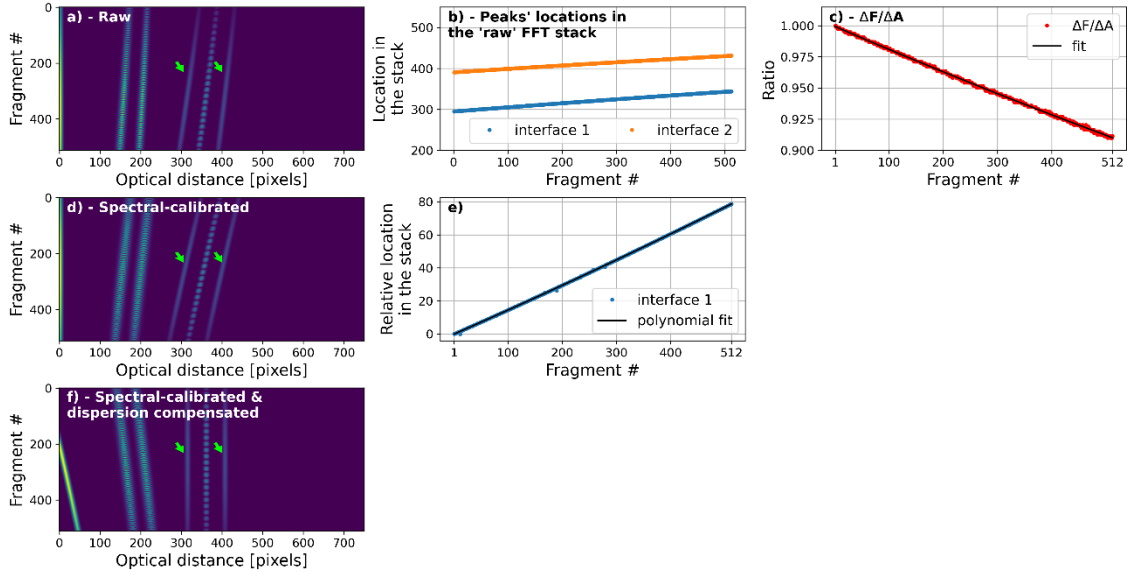 a) - Raw
0
200
400
Fragment #
0 100 200 300 400 500 600 700
Optical distance [pixels]
b) - Peaks' locations in
the 'raw' FFT stack
500
400
300
200
Location in
the stack
interface 1
interface 2
0 100 200 300 400 500
Fragment #
c) - ΔF/ΔA
1.000
0.975
0.950
0.925
0.900
Ratio
ΔF/ΔA
fit
1 100 200 300 400 512
Fragment #
d) - Spectral-calibrated
0
200
400
Fragment #
0 100 200 300 400 500 600 700
Optical distance [pixels]
e)
80
60
40
20
0
Relative location
in the stack
interface 1
polynomial fit
1 100 200 300 400 512
Fragment #
f) - Spectral-calibrated &
dispersion compensated
0
200
400
Fragment #
0 100 200 300 400 500 600 700
Optical distance [pixels]